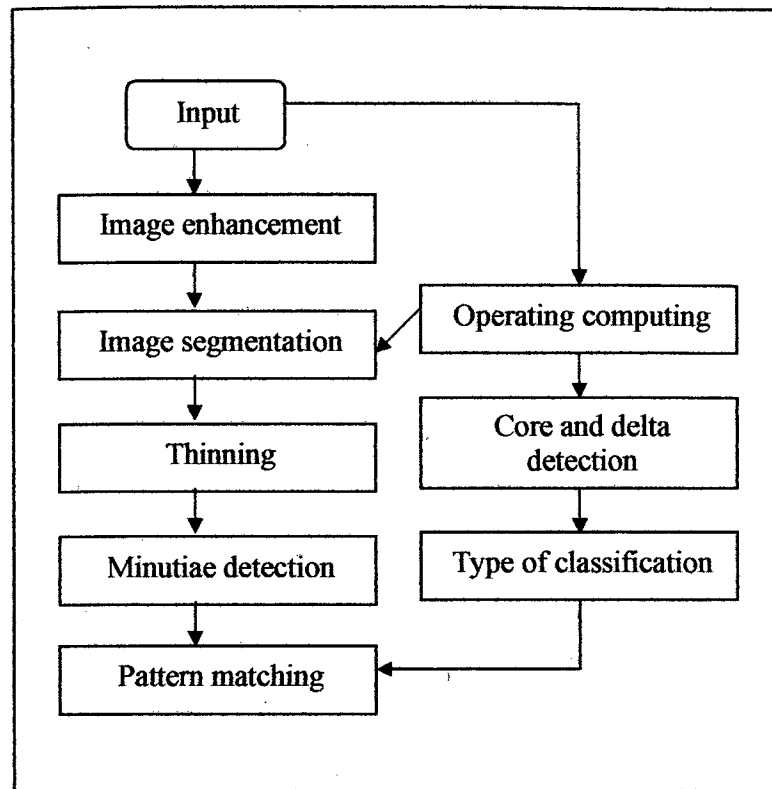 Input
Image enhancement
Operating computing
Image segmentation
Core and delta
detection
Thinning
Minutiae detection
Type of classification
Pattern matching